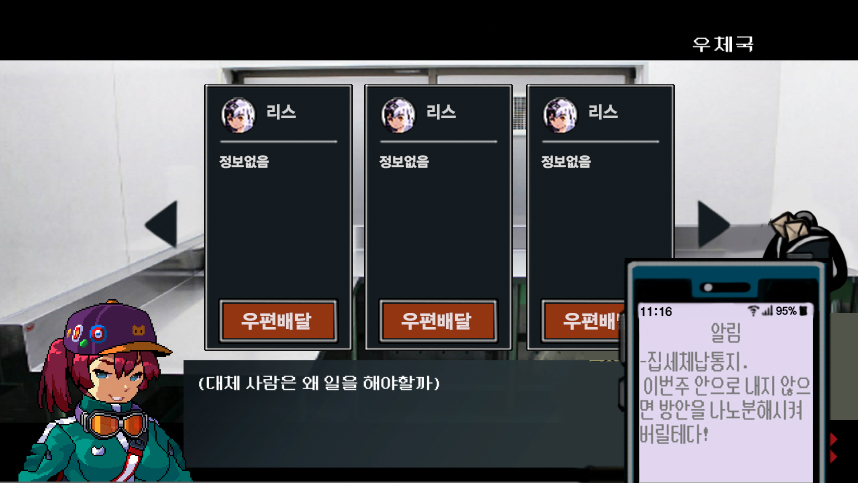 우체국
리스
정보없음
우편배달
리스
정보없음
우편배달
리스
정보없음
우편배
(대체 사람은 왜 일을 해야할까)
11:16
95%
알림
-집세체납통지.
이번주 안으로 내지 않으
면 방안을 나노분해시켜
버릴테다!